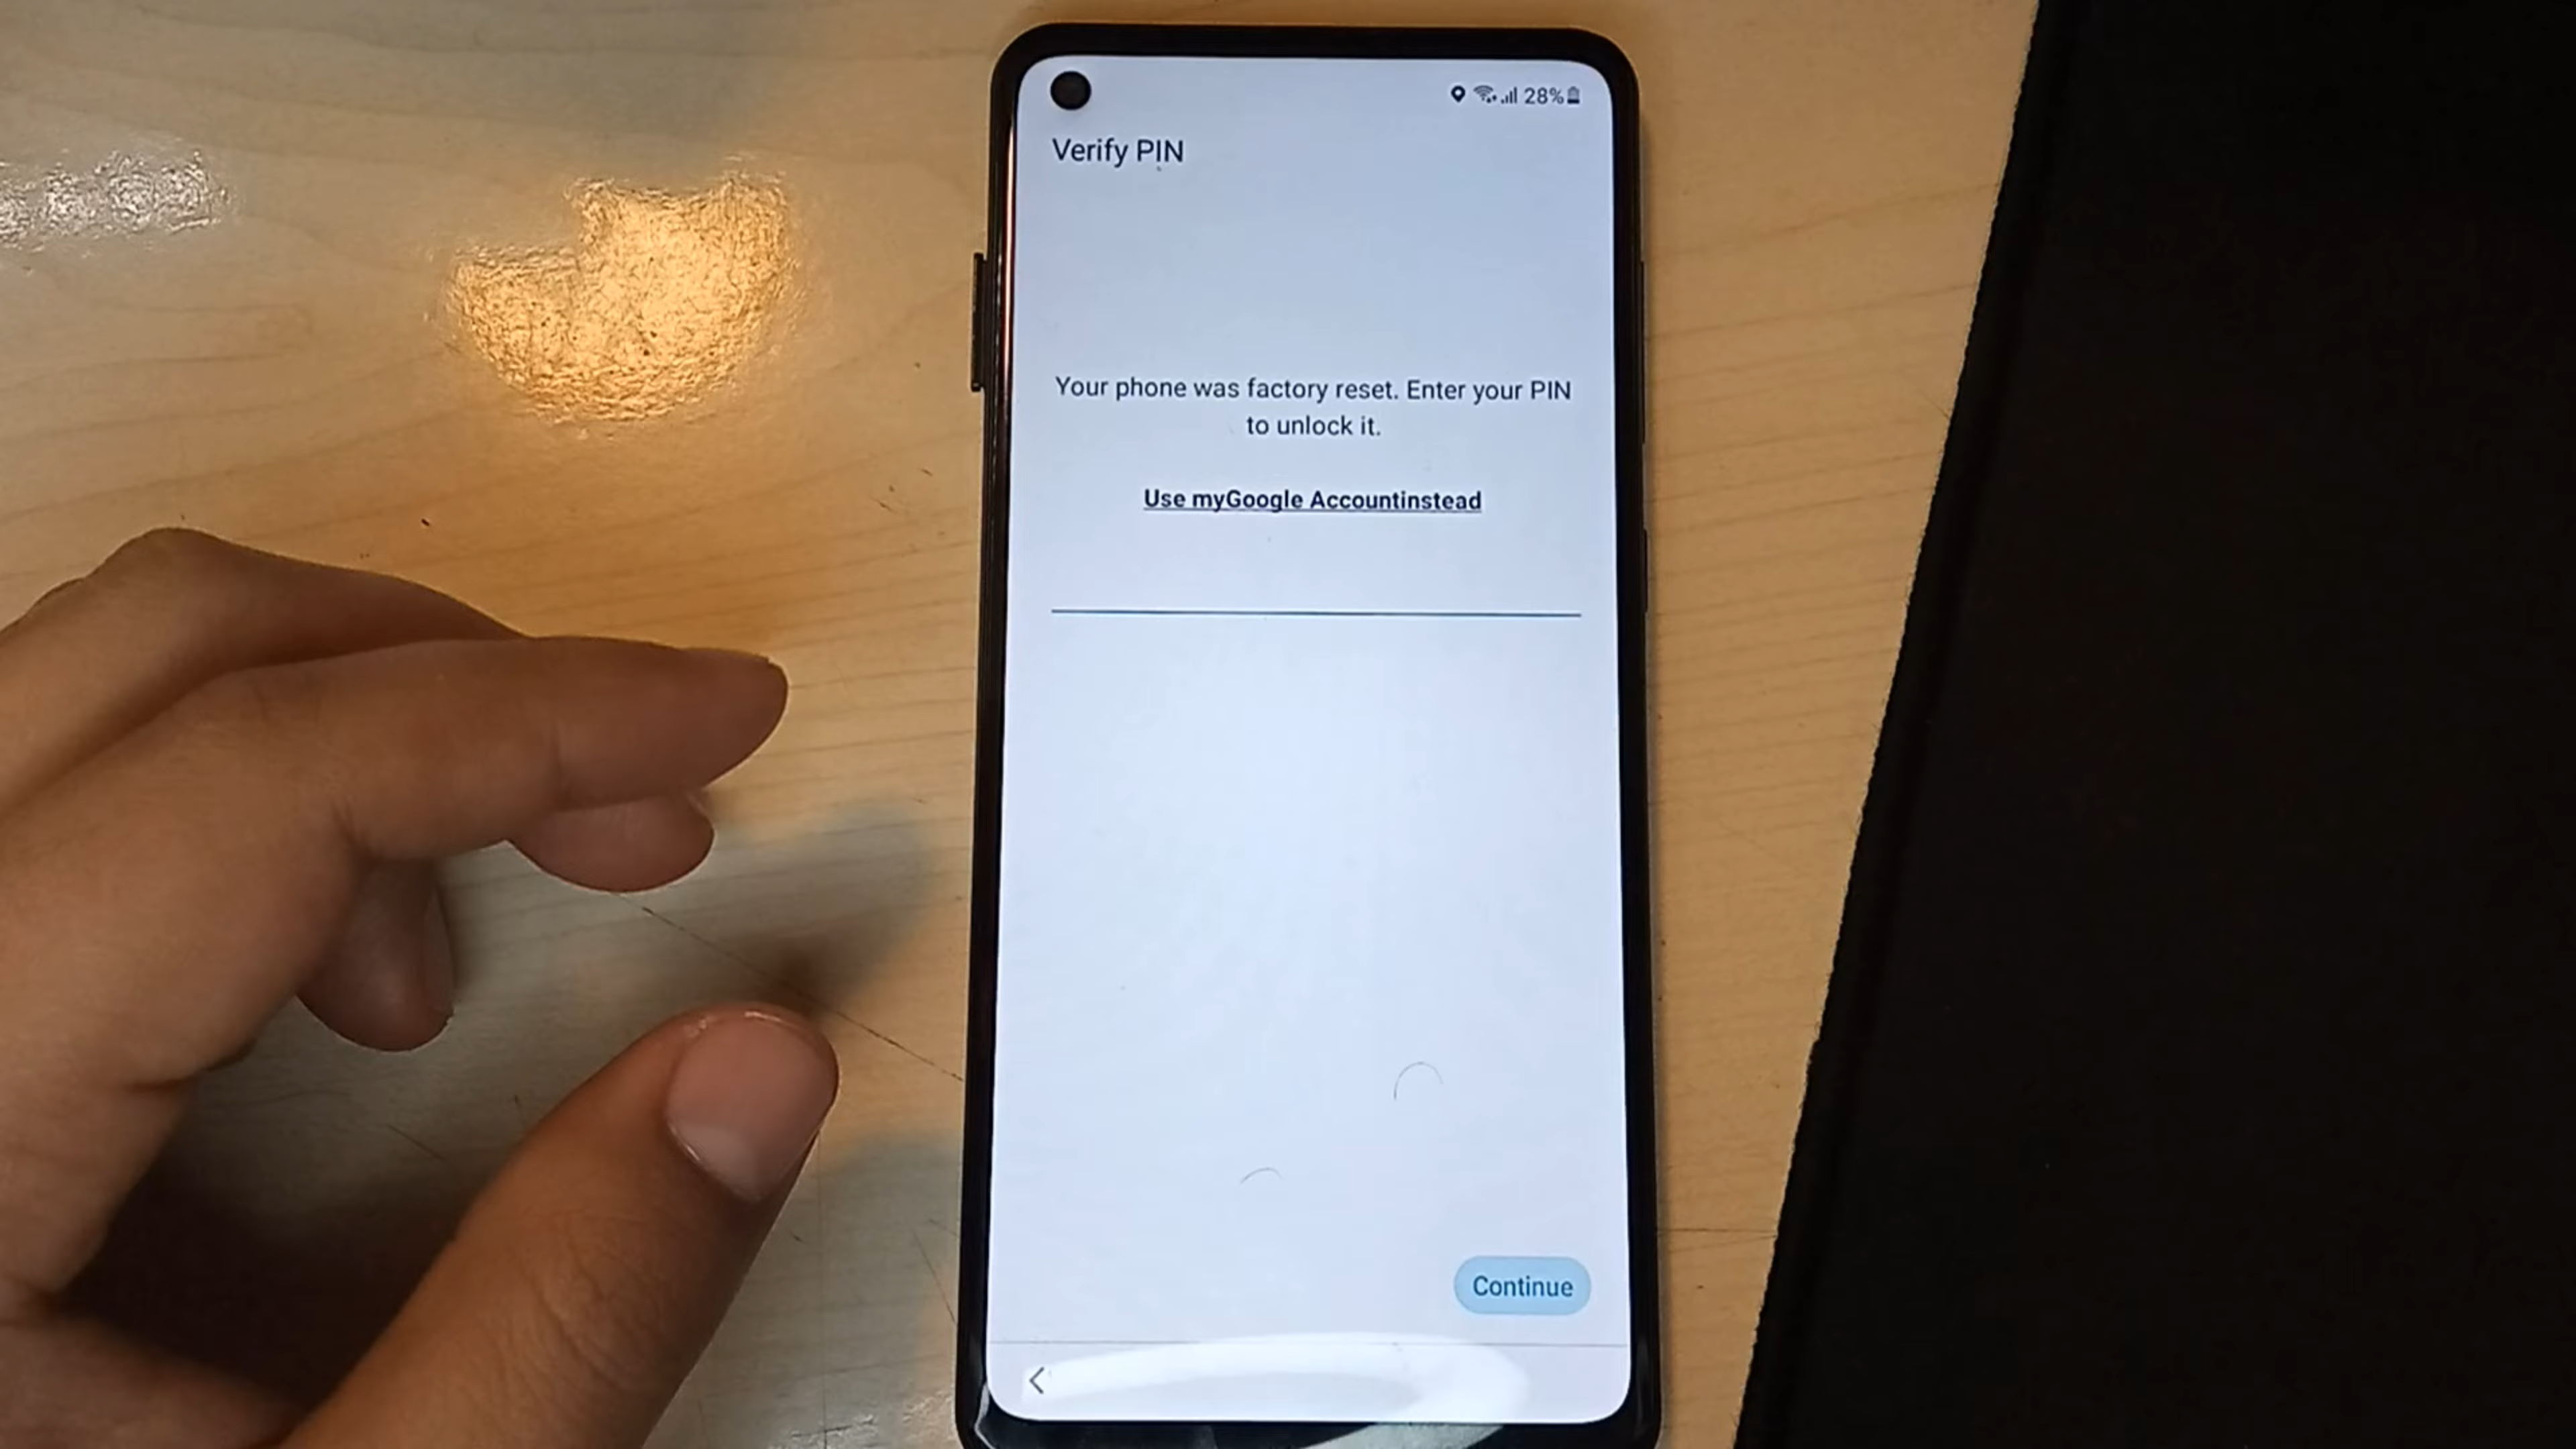 28%
Verify PIN
Your phone was factory reset. Enter your PIN
to unlock it.
Use myGoogle Accountinstead
Continue